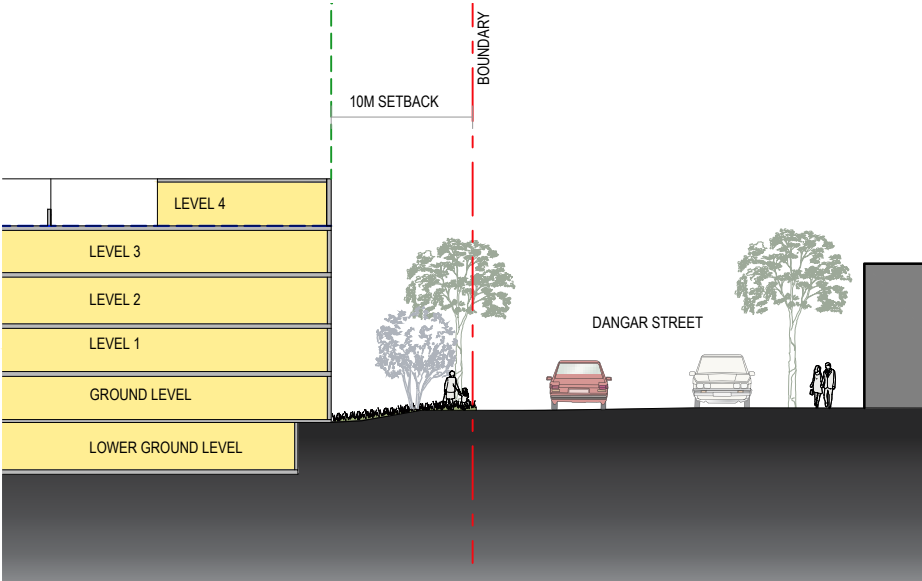 BOUNDARY
10M SETBACK
LEVEL 4
LEVEL 3
LEVEL 2
LEVEL 1
DANGAR STREET
GROUND LEVEL
LOWER GROUND LEVEL